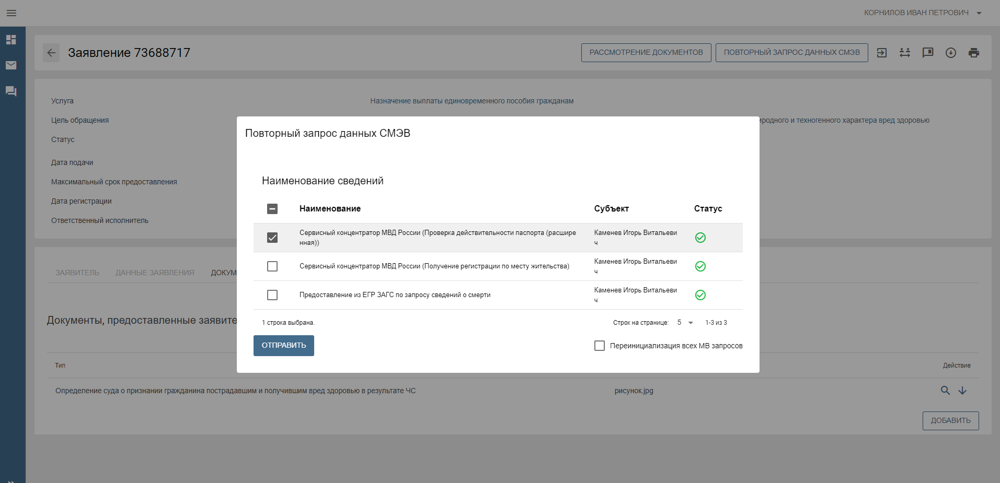 КОРНИЛОВ ИВАН ПЕТРОВИЧ
Заявление 73688717
РАССМОТРЕНИЕ ДОКУМЕНТОВ
ПОВТОРНЫЙ ЗАПРОС ДАННЫХ СМЭВ
Услуга
Назначение выплаты единовременного пособия гражданам
Цель обращения
иродного и техногенного характера вред здоровью
Статус
Дата подачи
Максимальный срок предоставления
Дата регистрации
Ответственный исполнитель
Повторный запрос данных СМЭВ
Наименование сведений
Наименование
Субъект
Статус
Сервисный концентратор МВД России (Проверка действительности паспорта (расшире
нная))
Каменев Игорь Витальеви
ч
Сервисный концентратор МВД России (Получение регистрации по месту жительства)
Каменев Игорь Витальеви
ч
Предоставление из ЕГР ЗАГС по запросу сведений о смерти
Каменев Игорь Витальеви
ч
1 строка выбрана.
Строк на странице: 5 1-3 из 3
ОТПРАВИТЬ
Переинициализация всех МВ запросов
ЗАЯВИТЕЛЬ
ДАННЫЕ ЗАЯВЛЕНИЯ
ДОКУМ
Документы, предоставленные заявите
Тип
Действие
Определение суда о признании гражданина пострадавшим и получившим вред здоровью в результате ЧС
рисунок.jpg
ДОБАВИТЬ